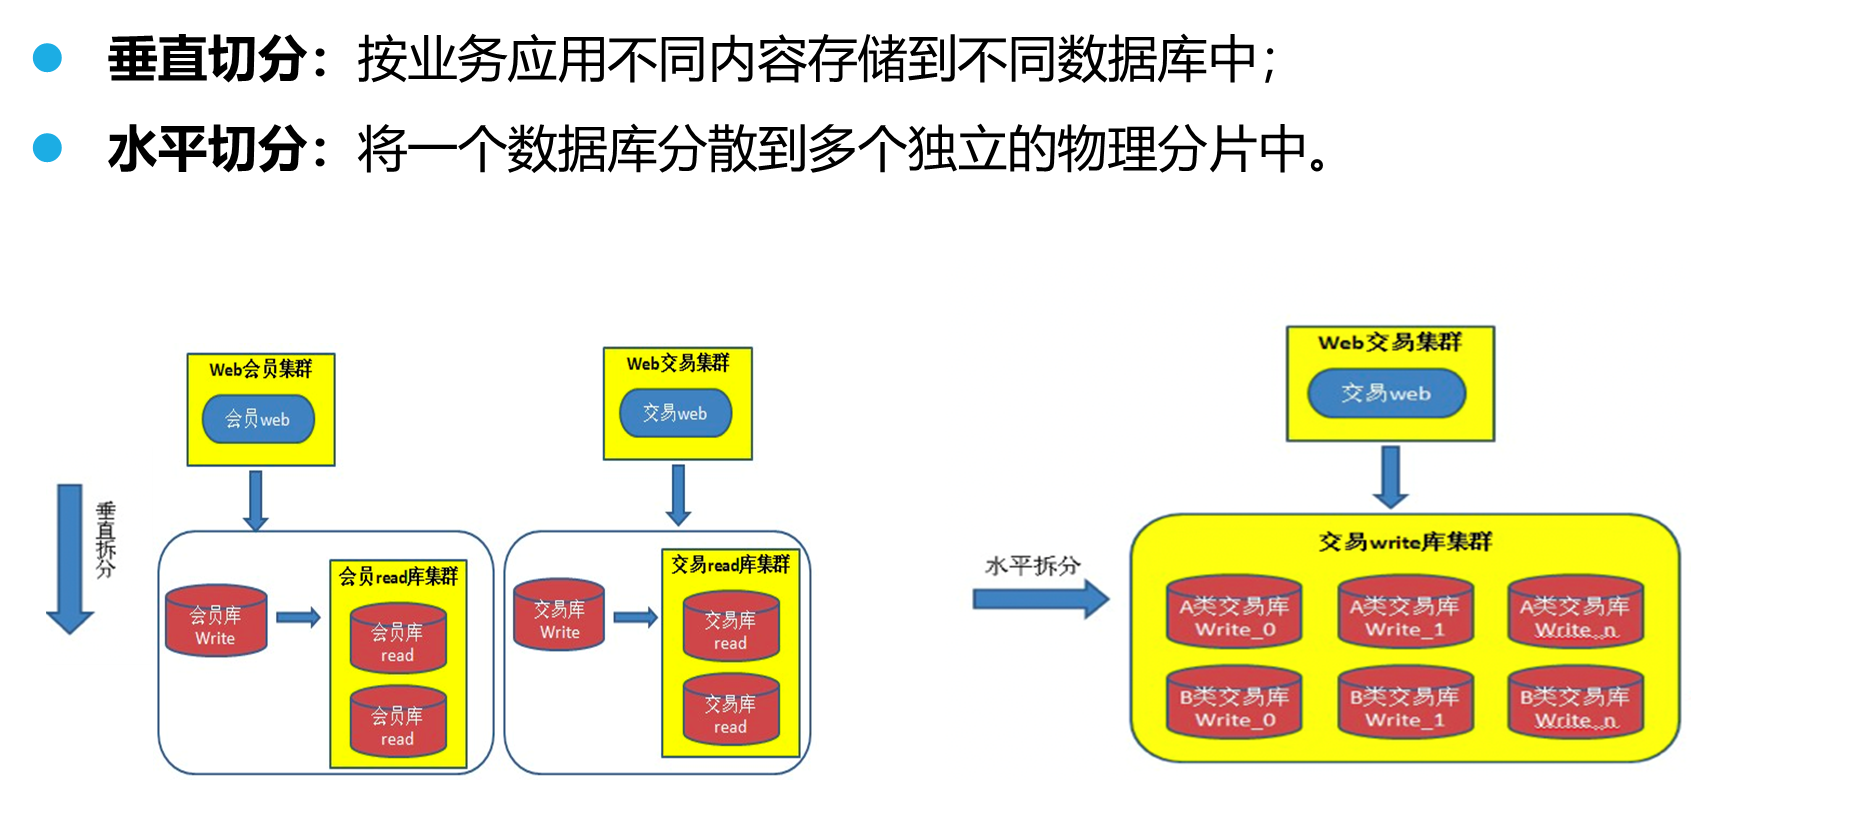 垂直切分：按业务应用不同内容存储到不同数据库中；
水平切分：将一个数据库分散到多个独立的物理分片中。
Web会员集群
会员web
Web交易集群
交易web
垂直拆分
会员库
Write
会员read库集群
会员库
read
会员库
read
交易库
Write
交易read库集群
交易库
read
交易库
read
水平拆分
Web交易集群
交易web
交易write库集群
A类交易库
Write_0
A类交易库
Write_1
A类交易库
Write_n
B类交易库
Write_0
B类交易库
Write_1
B类交易库
Write_n